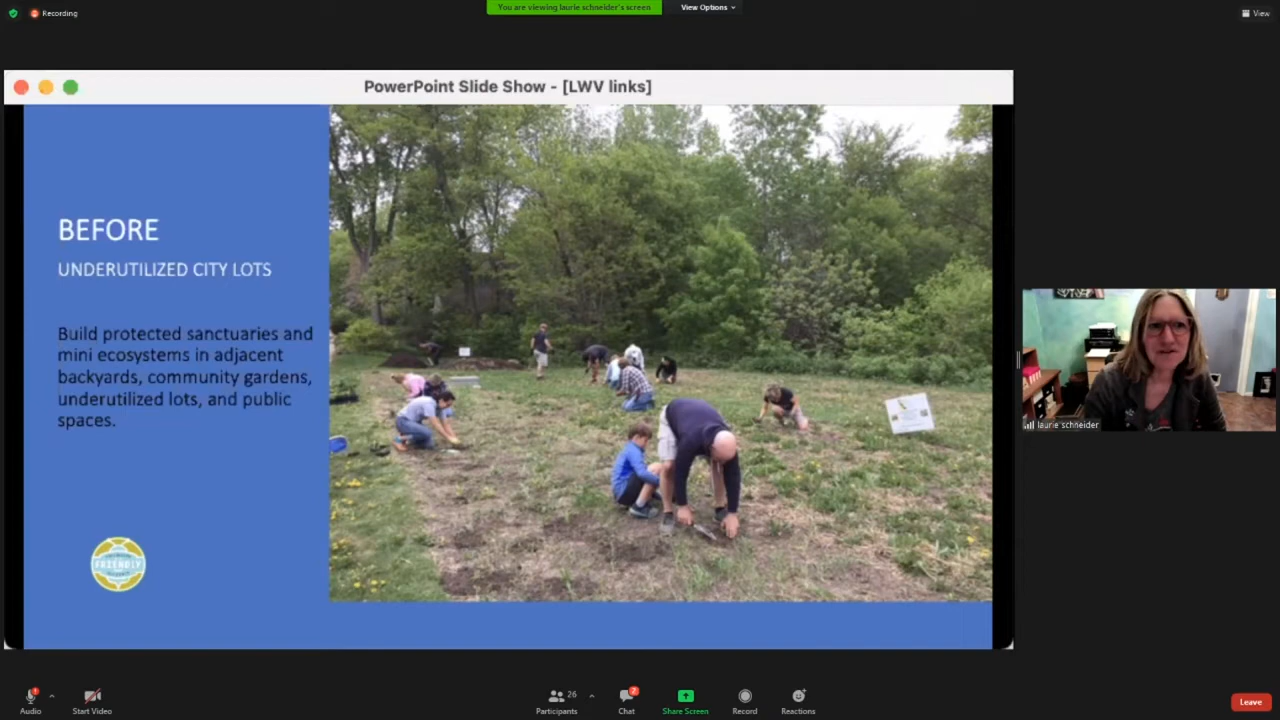 Recording
You are viewing laurie schneider's screen
View Options
View
PowerPoint Slide Show - [LWV links]
BEFORE
UNDERUTILIZED CITY LOTS
Build protected sanctuaries and
mini ecosystems in adjacent
backyards, community gardens,
underutilized lots, and public
spaces.
FRIENDLY
laurie schneider
Audio
Start Video
26
Participants
2
Chat
Share Screen
Record
Reactions
Leave